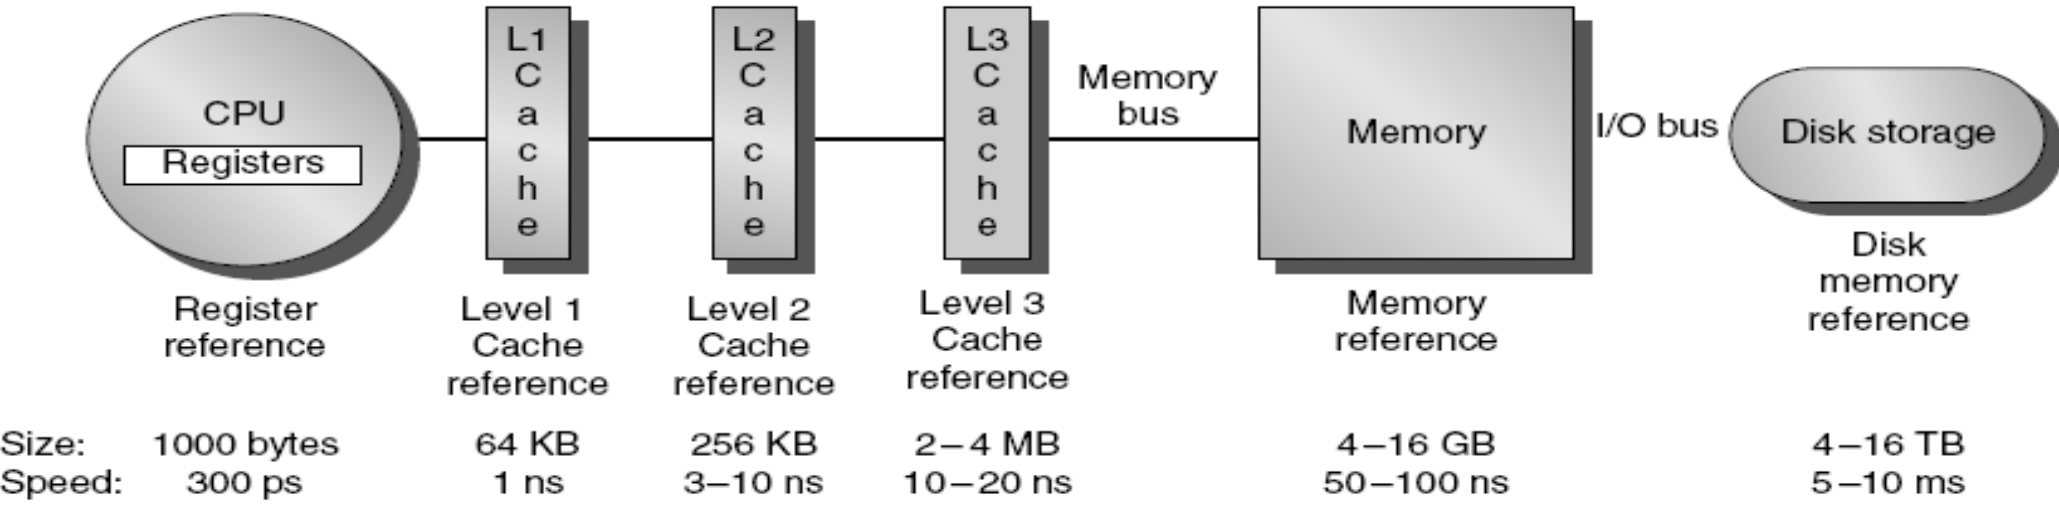 CPU
Registers
L1
C
a
c
h
e
L2
C
a
c
h
e
L3
C
a
c
h
e
Memory
bus
Memory
I/O bus
Disk storage
Register
reference
Level 1
Cache
reference
Level 2
Cache
reference
Level 3
Cache
reference
Memory
reference
Disk
memory
reference
Size: 1000 bytes 64 KB 256 KB 2–4 MB 4–16 GB 4–16 TB
Speed: 300 ps 1 ns 3–10 ns 10–20 ns 50–100 ns 5–10 ms